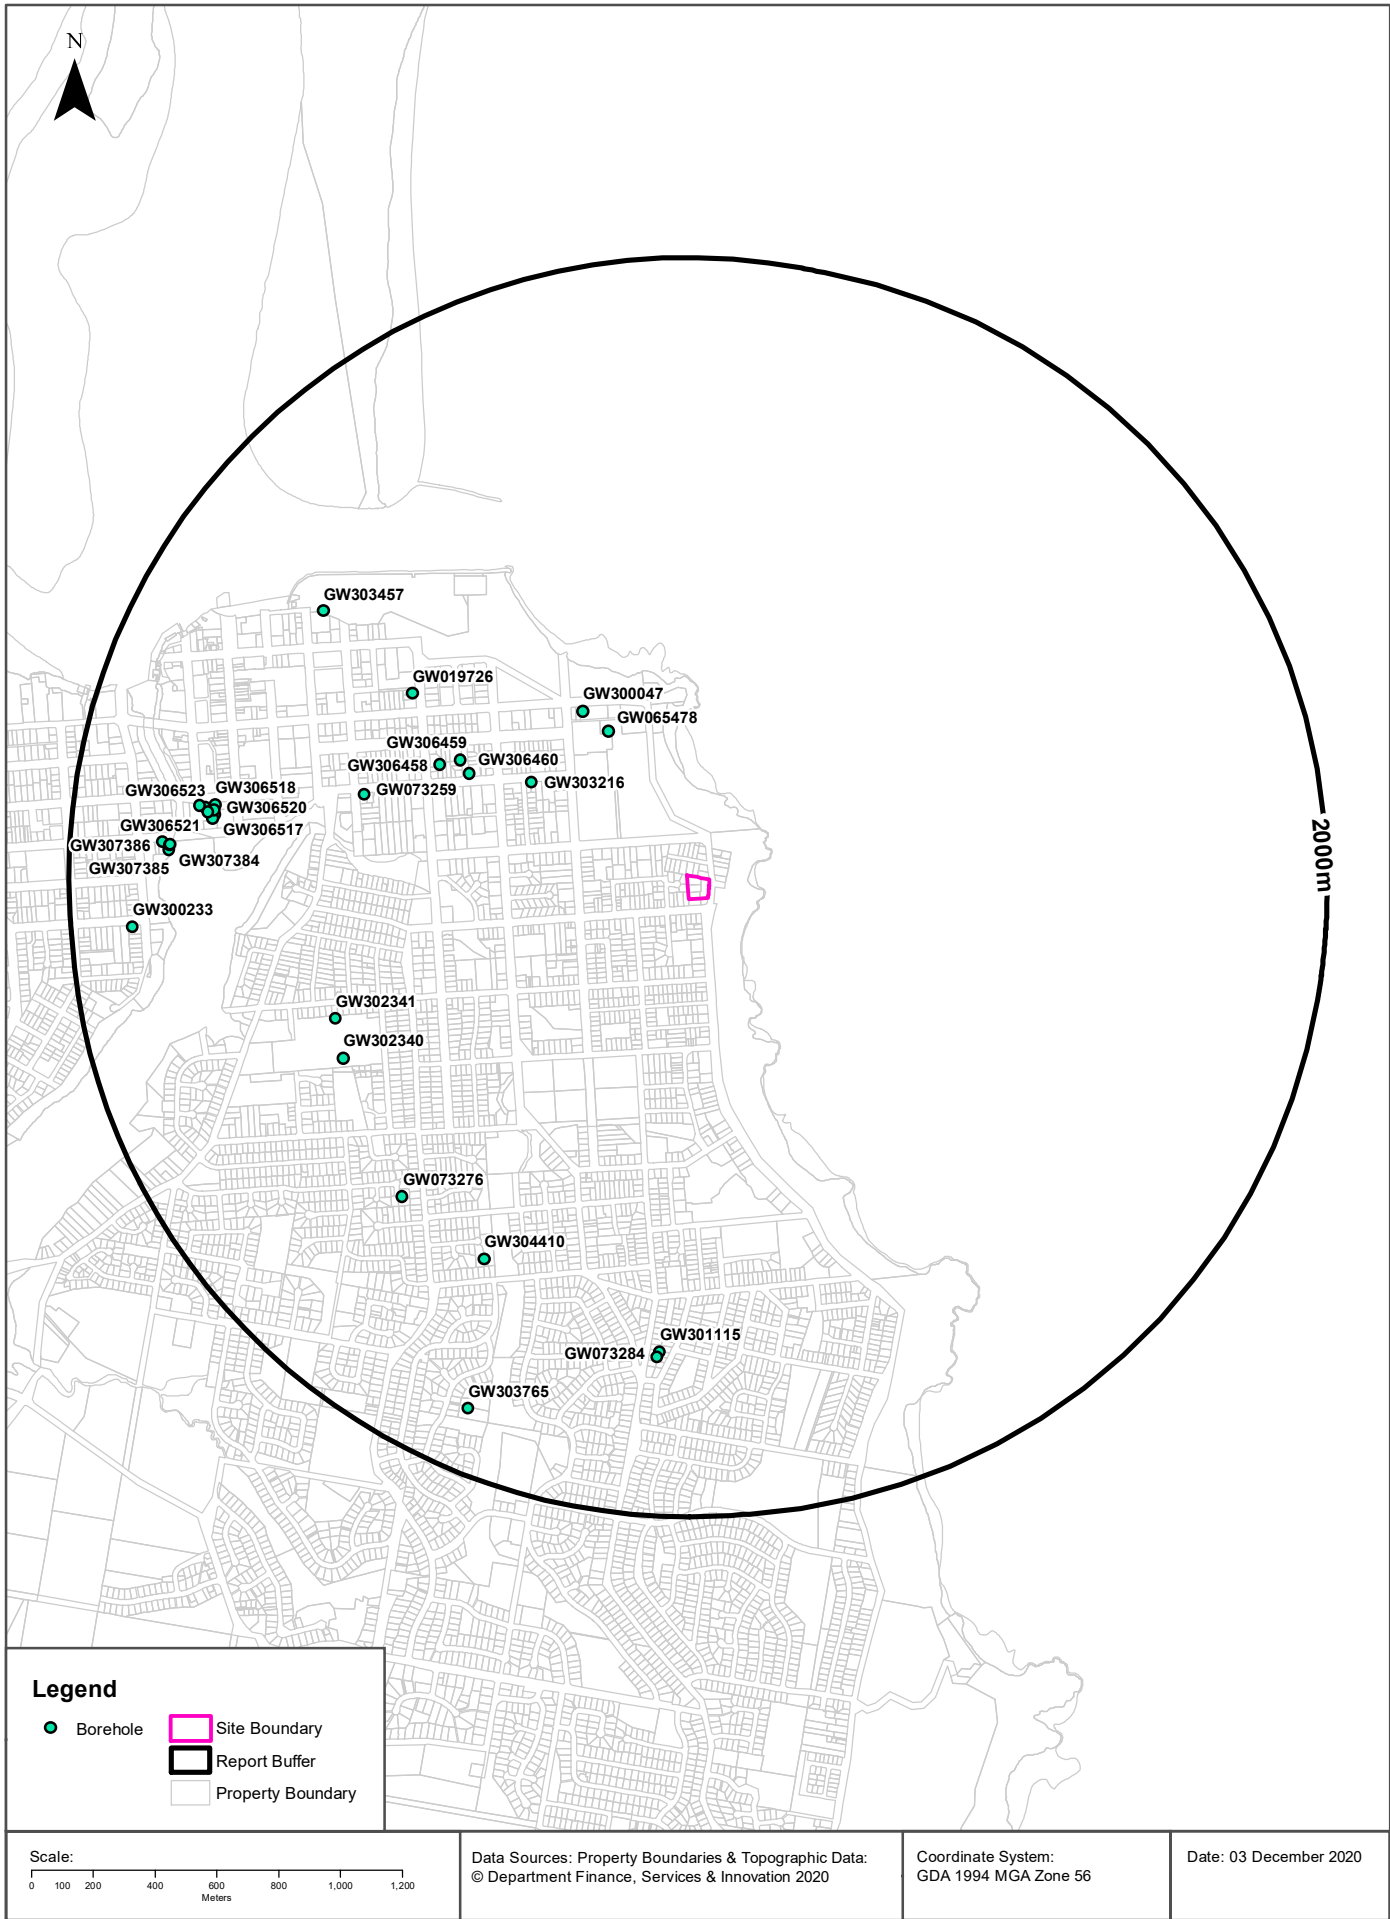 N
GW303457
GW019726
GW300047
GW065478
GW306459
GW306458
GW306460
GW303216
GW073259
GW306523
GW306518
GW306520
GW306521
GW306517
GW307386
GW307384
GW307385
2000m
GW300233
GW302341
GW302340
GW073276
GW304410
GW301115
GW073284
GW303765
Legend
Borehole
Site Boundary
Report Buffer
Property Boundary
Scale:
0 100 200 400 600 800 1,000 1,200
Meters
Data Sources: Property Boundaries & Topographic Data:
© Department Finance, Services & Innovation 2020
Coordinate System:
GDA 1994 MGA Zone 56
Date: 03 December 2020